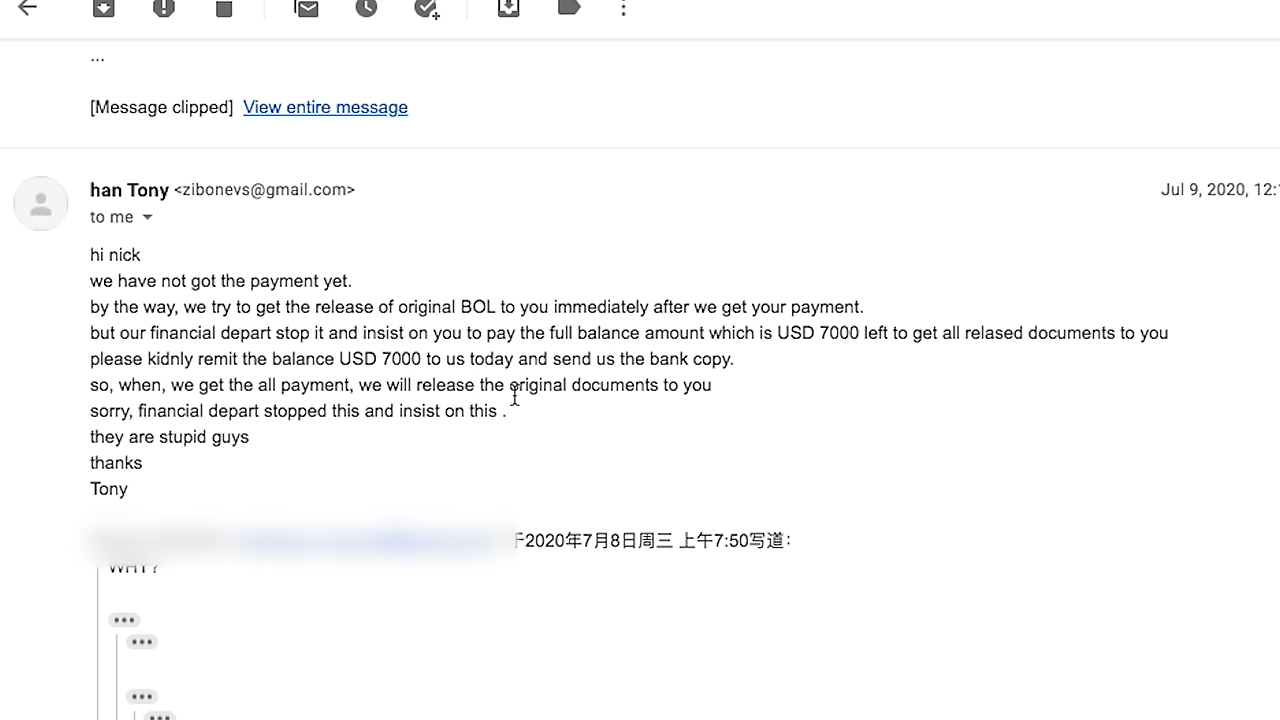 ...
[Message clipped] View entire message
han Tony <zibonevs@gmail.com>
Jul 9, 2020, 12:
to me
hi nick
we have not got the payment yet.
by the way, we try to get the release of original BOL to you immediately after we get your payment.
but our financial depart stop it and insist on you to pay the full balance amount which is USD 7000 left to get all relased documents to you
please kidnly remit the balance USD 7000 to us today and send us the bank copy.
so, when, we get the all payment, we will release the original documents to you
sorry, financial depart stopped this and insist on this .
they are stupid guys
thanks
Tony
于2020年7月8日周三 上午7:50写道：
WHY?